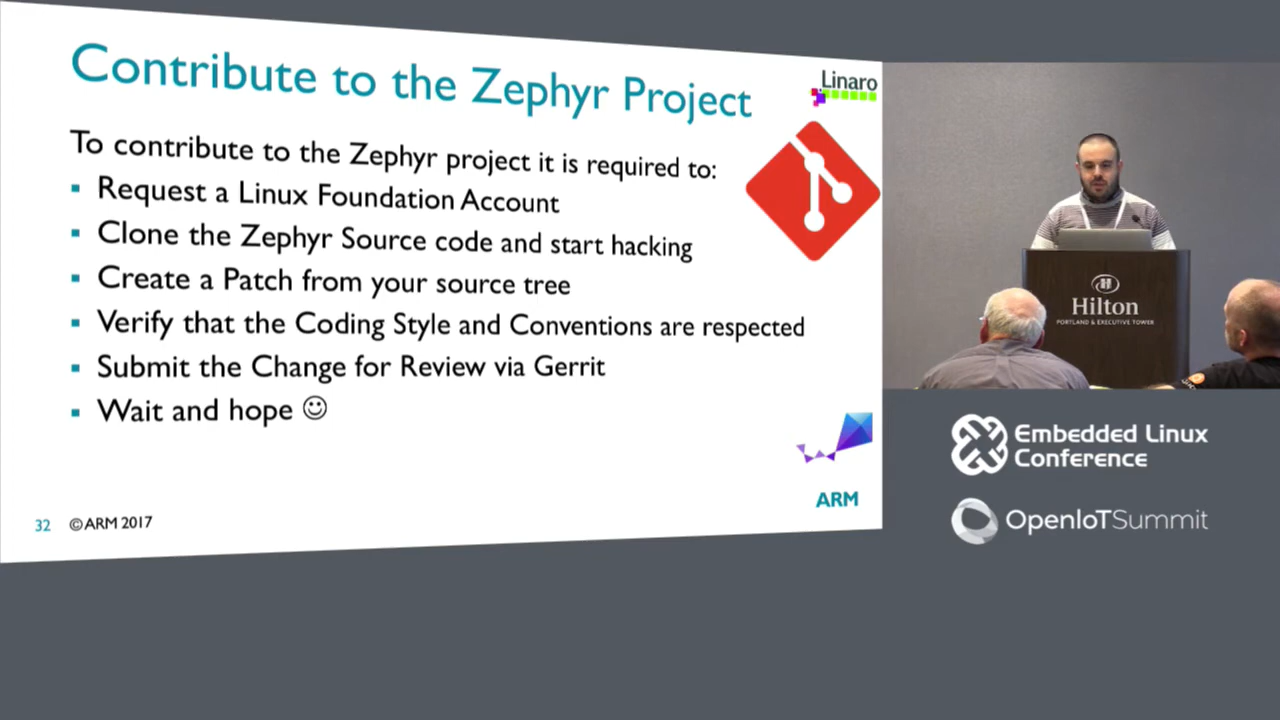 Contribute to the Zephyr Project
Linaro
To contribute to the Zephyr project it is required to:
▪ Request a Linux Foundation Account
▪ Clone the Zephyr Source code and start hacking
▪ Create a Patch from your source tree
▪ Verify that the Coding Style and Conventions are respected
▪ Submit the Change for Review via Gerrit
▪ Wait and hope ☺
ARM
32 © ARM 2017
Hilton
PORTLAND & EXECUTIVE TOWER
Embedded Linux
Conference
OpenIoTSummit